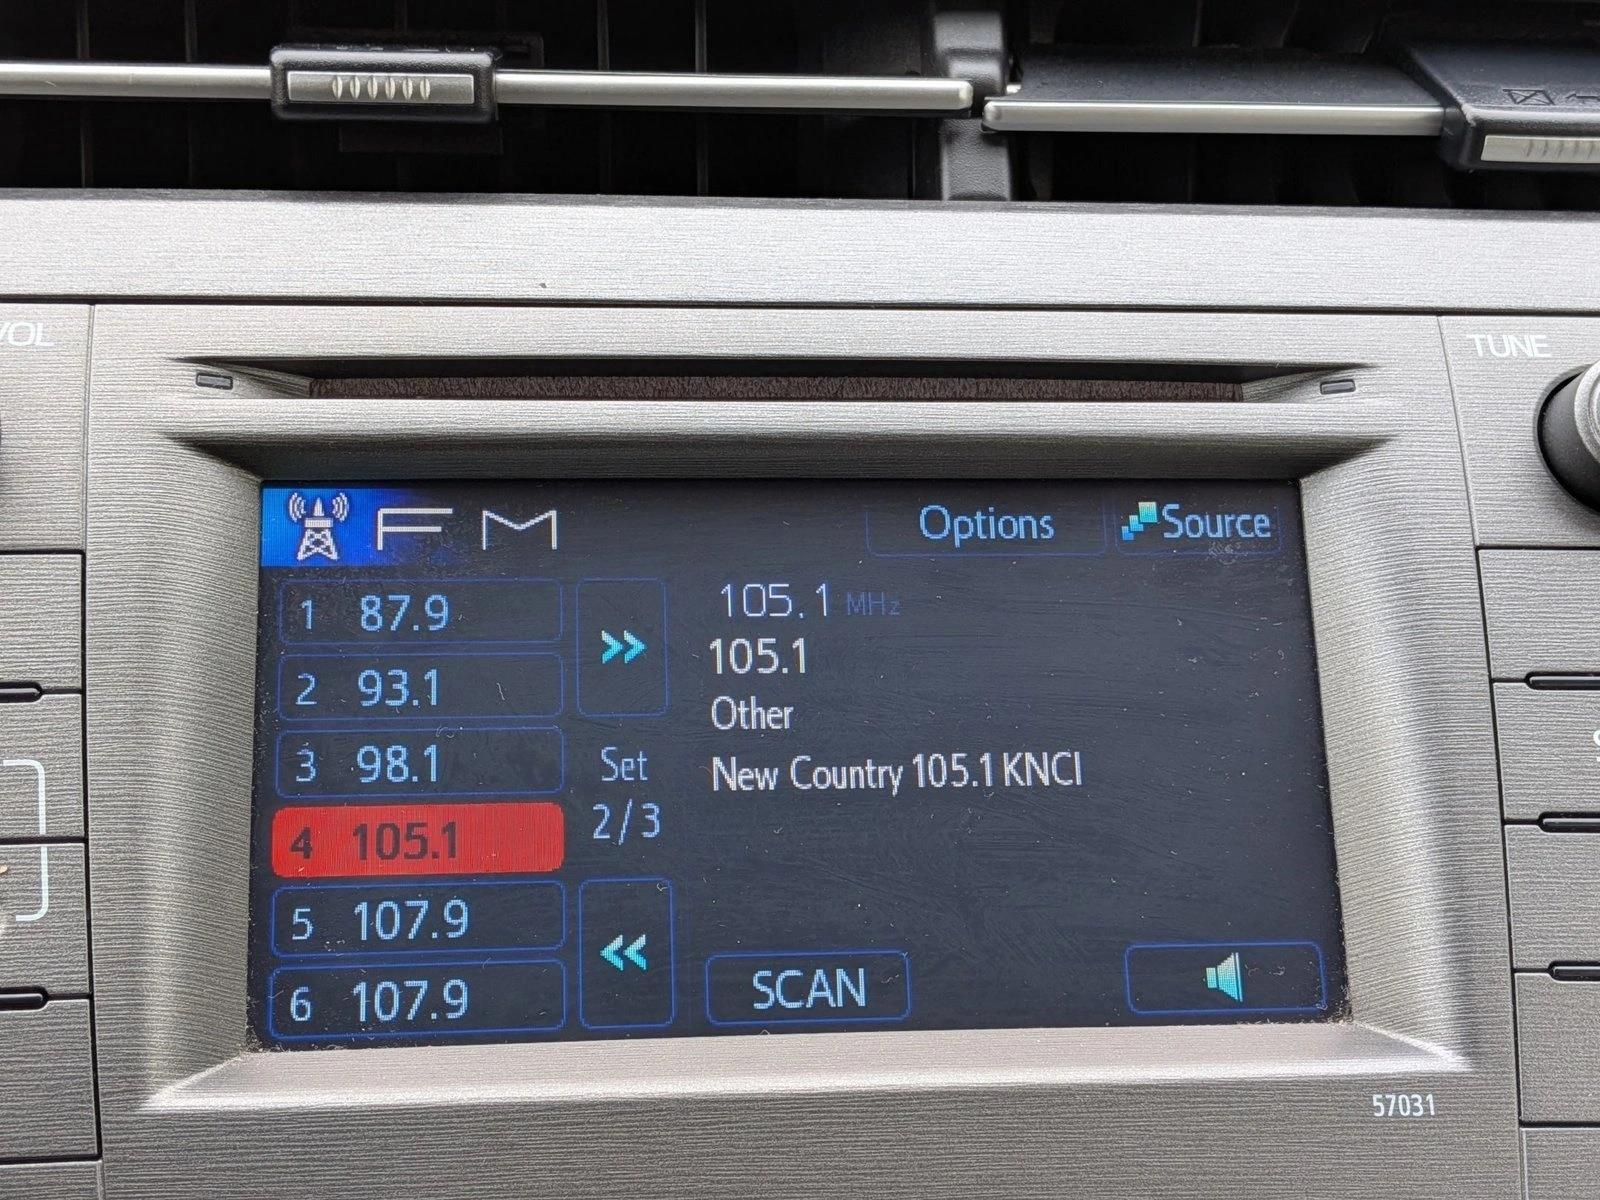 VOL
TUNE
FM
Options
Source
1 87.9
2 93.1
3 98.1
4 105.1
5 107.9
6 107.9
Set
2/3
105.1 MHz
105.1
Other
New Country 105.1 KNCI
SCAN
57031